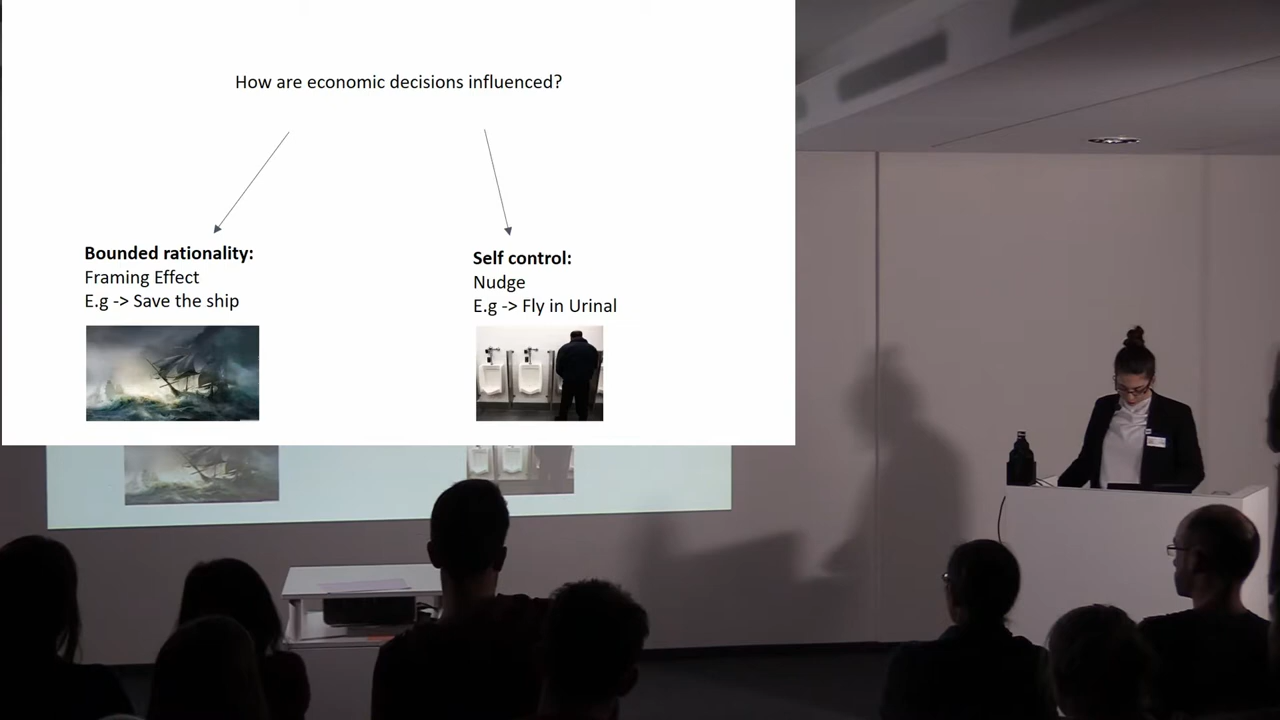 How are economic decisions influenced?
Bounded rationality:
Framing Effect
E.g -> Save the ship
Self control:
Nudge
E.g -> Fly in Urinal